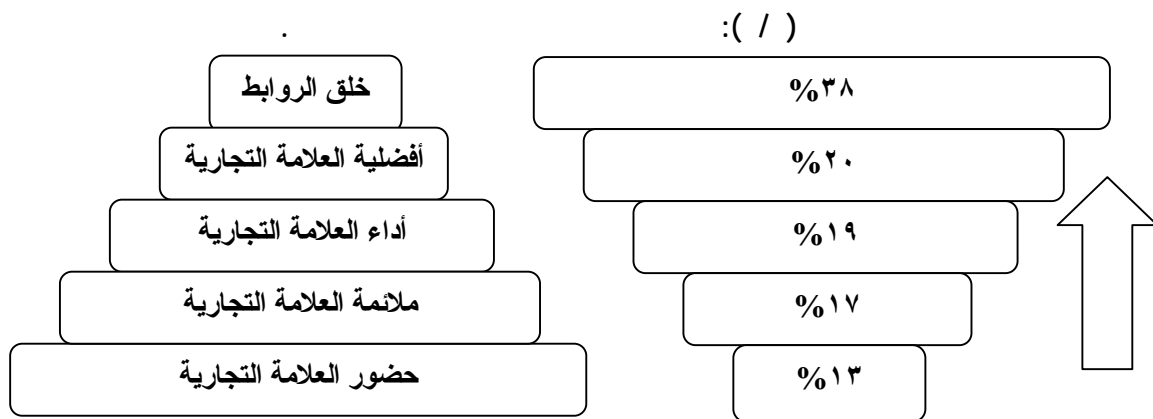 :( / )
.
خلق الروابط
%٣٨
أفضلية العلامة التجارية
%٢٠
أداء العلامة التجارية
%١٩
ملائمة العلامة التجارية
%١٧
حضور العلامة التجارية
%١٣